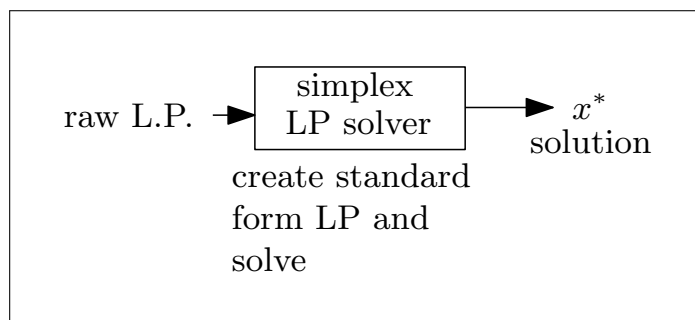 raw L.P.
simplex
LP solver
x*
solution
create standard
form LP and
solve